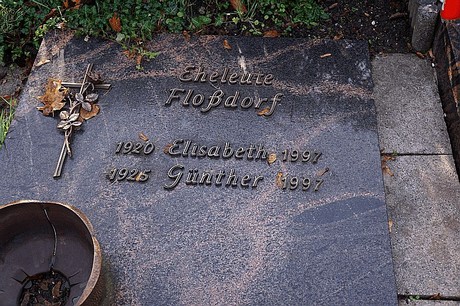 Eheleute
Floßdorf
1920 Elisabeth 1997
1925 Günther 1997